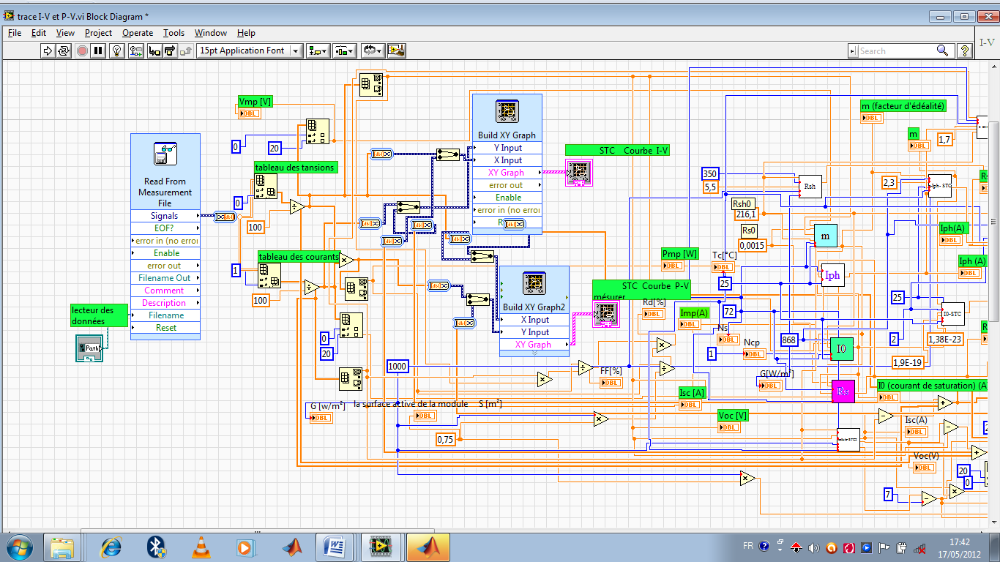 trace I-V et P-V.vi Block Diagram *
File Edit View Project Operate Tools Window Help
15pt Application Font
Search
I-V
Vmp [V]
DBL
0
20
tableau des tansions
0
100
1
tableau des courants
100
0
20
Read From
Measurement
File
Signals
EOF?
error in (no error
Enable
error out
Filename Out
Comment
Description
Filename
Reset
lecteur des
données
Path
Build XY Graph
Y Input
X Input
XY Graph
error out
Enable
error in (no error
STC Courbe I-V
Build XY Graph2
X Input
Y Input
XY Graph
STC Courbe P-V
mésurer
1000
G [w/m²]
DBL
la surface active de la module S [m²]
DBL
0,75
FF[%]
DBL
Pmp [W]
DBL
Rd[%]
DBL
Imp(A)
DBL
Isc [A]
DBL
Voc [V]
DBL
Tc[°C]
DBL
25
72
Ns
DBL
1
Ncp
DBL
868
G[W/m²]
DBL
350
5,5
Rsh
Rsh0
216,1
Rs0
0,0015
m
Iph
I0
Rs
m (facteur d'édéalité)
DBL
m
DBL
1,7
2,3
Iph-STC
Iph(A)
DBL
Iph (A)
DBL
25
2
I0-STC
1,38E-23
1,9E-19
I0 (courant de saturation) (A
DBL
Isc(A)
DBL
Voc(V)
DBL
20
0
7
FR
17:42
17/05/2012